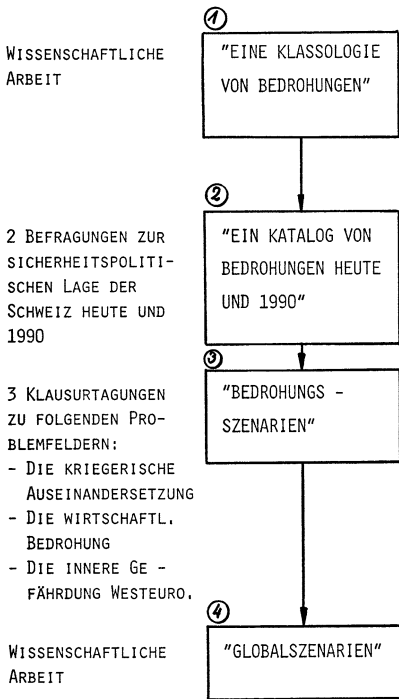 ①
WISSENSCHAFTLICHE
ARBEIT
"EINE KLASSOLOGIE
VON BEDROHUNGEN"
②
2 BEFRAGUNGEN ZUR
SICHERHEITSPOLITI-
SCHEN LAGE DER
SCHWEIZ HEUTE UND
1990
"EIN KATALOG VON
BEDROHUNGEN HEUTE
UND 1990"
③
3 KLAUSURTAGUNGEN
ZU FOLGENDEN PRO-
BLEMFELDERN:
- DIE KRIEGERISCHE
AUSEINANDERSETZUNG
- DIE WIRTSCHAFTL.
BEDROHUNG
- DIE INNERE GE -
FÄHRDUNG WESTEURO.
"BEDROHUNGS -
SZENARIEN"
④
WISSENSCHAFTLICHE
ARBEIT
"GLOBALSZENARIEN"